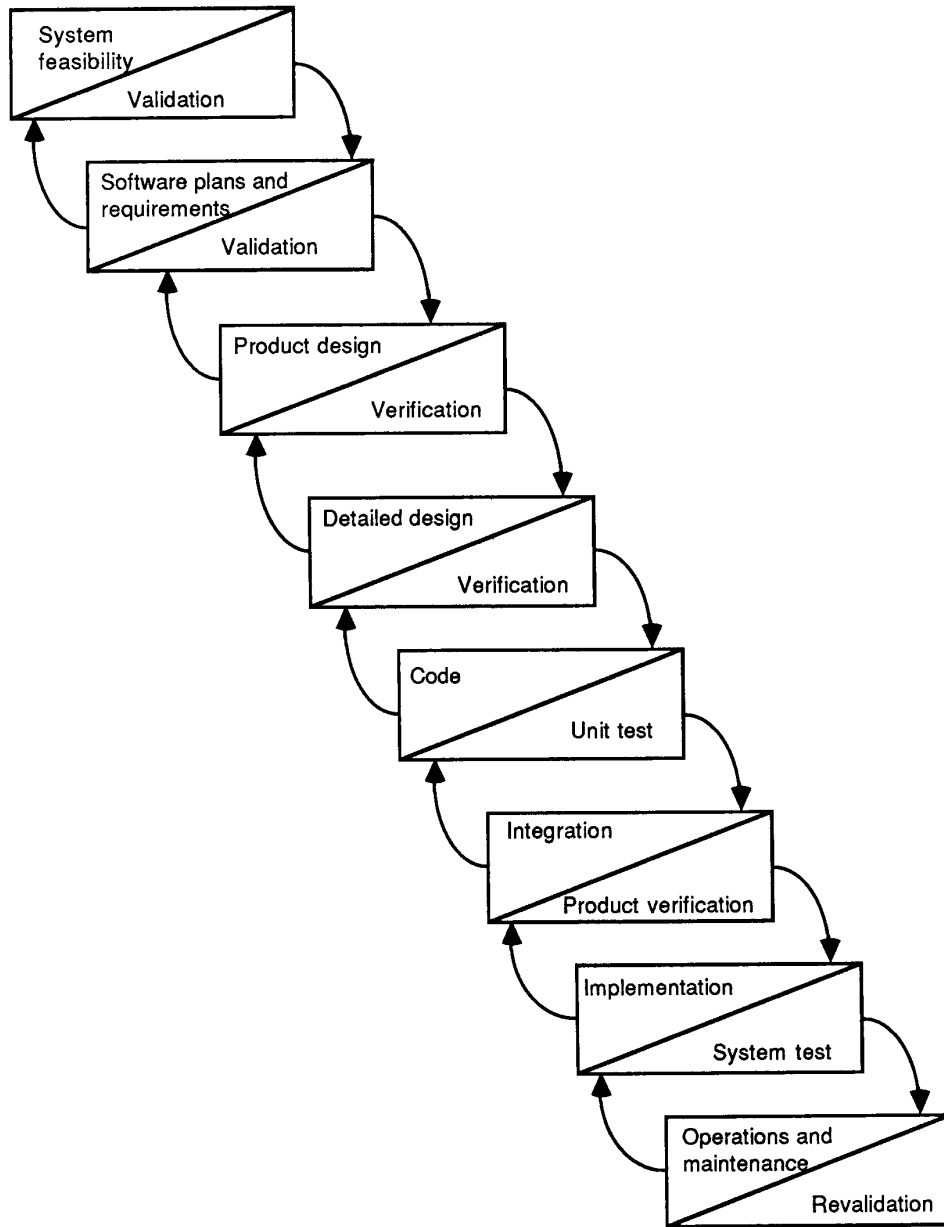 System
feasibility
Validation
Software plans and
requirements
Validation
Product design
Verification
Detailed design
Verification
Code
Unit test
Integration
Product verification
Implementation
System test
Operations and
maintenance
Revalidation